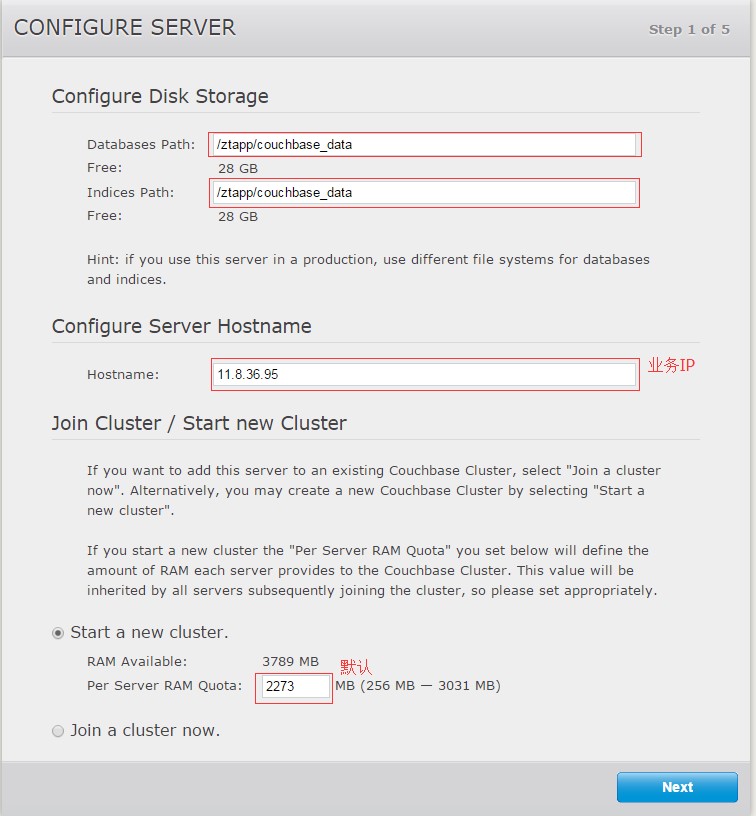 CONFIGURE SERVER
Step 1 of 5
Configure Disk Storage
Databases Path: /ztapp/couchbase_data
Free: 28 GB
Indices Path: /ztapp/couchbase_data
Free: 28 GB
Hint: if you use this server in a production, use different file systems for databases
and indices.
Configure Server Hostname
Hostname: 11.8.36.95 业务IP
Join Cluster / Start new Cluster
If you want to add this server to an existing Couchbase Cluster, select "Join a cluster
now". Alternatively, you may create a new Couchbase Cluster by selecting "Start a
new cluster".
If you start a new cluster the "Per Server RAM Quota" you set below will define the
amount of RAM each server provides to the Couchbase Cluster. This value will be
inherited by all servers subsequently joining the cluster, so please set appropriately.
Start a new cluster.
RAM Available: 3789 MB 默认
Per Server RAM Quota: 2273 MB (256 MB — 3031 MB)
Join a cluster now.
Next